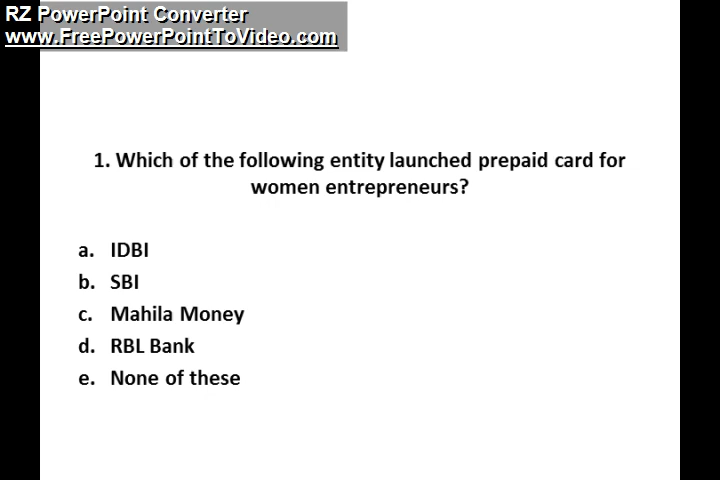 RZ PowerPoint Converter
www.FreePowerPointToVideo.com
1. Which of the following entity launched prepaid card for
women entrepreneurs?
a. IDBI
b. SBI
c. Mahila Money
d. RBL Bank
e. None of these